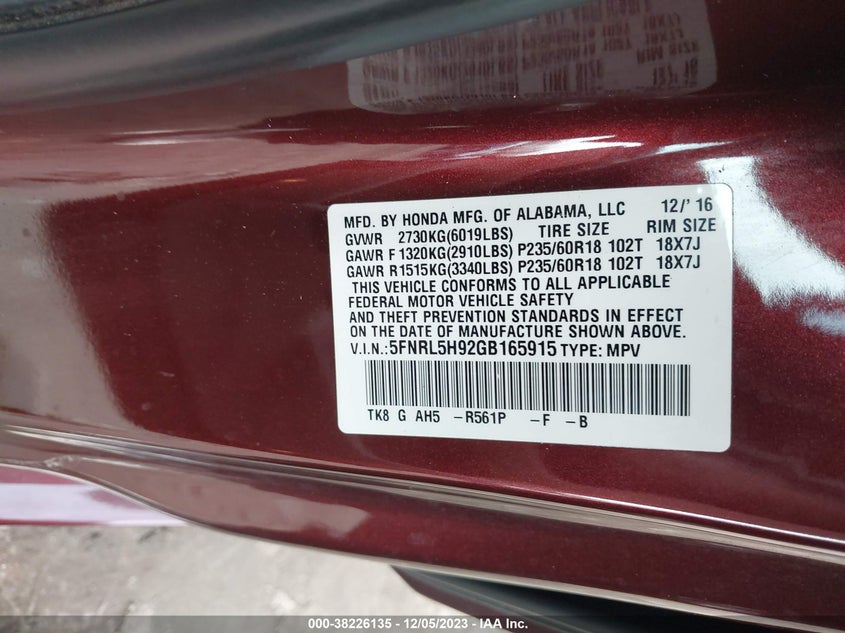 MFD. BY HONDA MFG. OF ALABAMA, LLC 12/'16
GVWR 2730KG(6019LBS) TIRE SIZE RIM SIZE
GAWR F 1320KG(2910LBS) P235/60R18 102T 18X7J
GAWR R1515KG(3340LBS) P235/60R18 102T 18X7J
THIS VEHICLE CONFORMS TO ALL APPLICABLE
FEDERAL MOTOR VEHICLE SAFETY
AND THEFT PREVENTION STANDARDS IN EFFECT
ON THE DATE OF MANUFACTURE SHOWN ABOVE.
V.I.N.:5FNRL5H92GB165915 TYPE: MPV
TK8 G AH5 -R561P -F -B
000-38226135 - 12/05/2023 - 5FNRL5H92GB165915